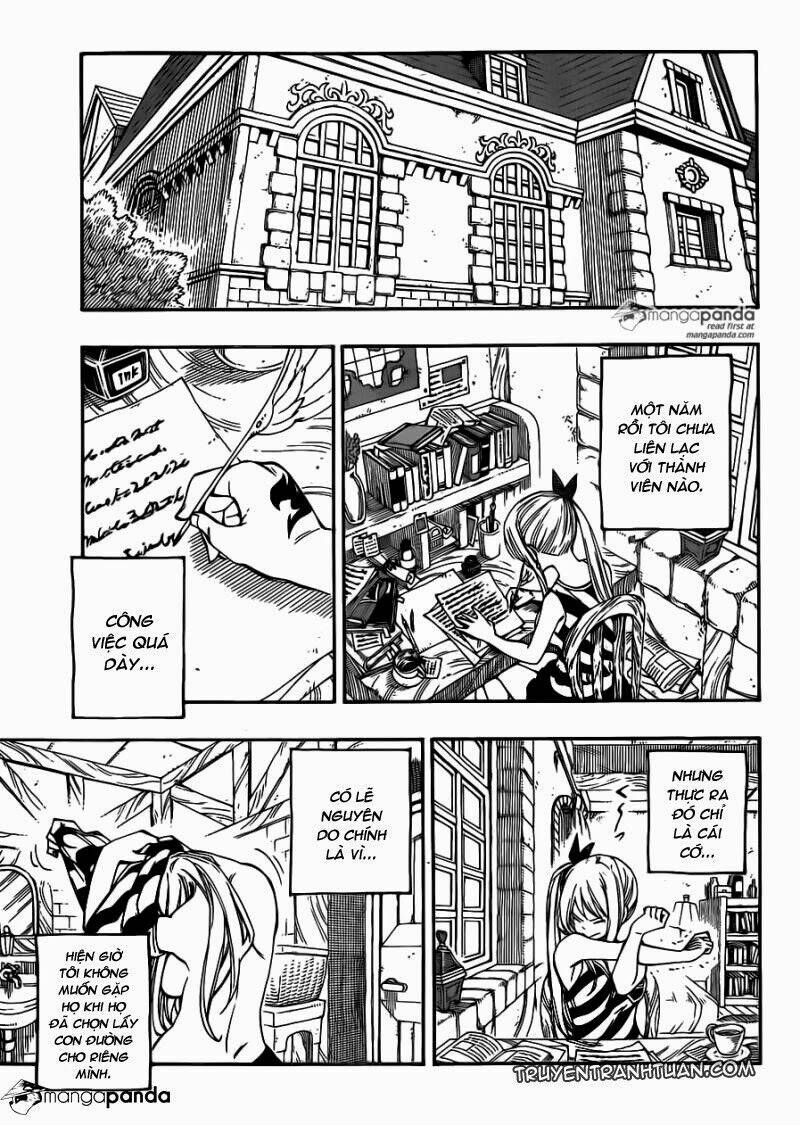 mangapanda
read first at
mangapanda.com
MỘT NĂM
RỒI TÔI CHƯA
LIÊN LẠC
VỚI THÀNH
VIÊN NÀO.
Ink
CÔNG
VIỆC QUÁ
DÀY...
NHƯNG
THỰC RA
ĐÓ CHỈ
LÀ CÁI
CỚ...
CÓ LẼ
NGUYÊN
DO CHÍNH
LÀ VÌ...
HIỆN GIỜ
TÔI KHÔNG
MUỐN GẶP
HỌ KHI HỌ
ĐÃ CHỌN LẤY
CON ĐƯỜNG
CHO RIÊNG
MÌNH.
TRUYENTRANHTUAN.COM
mangapanda